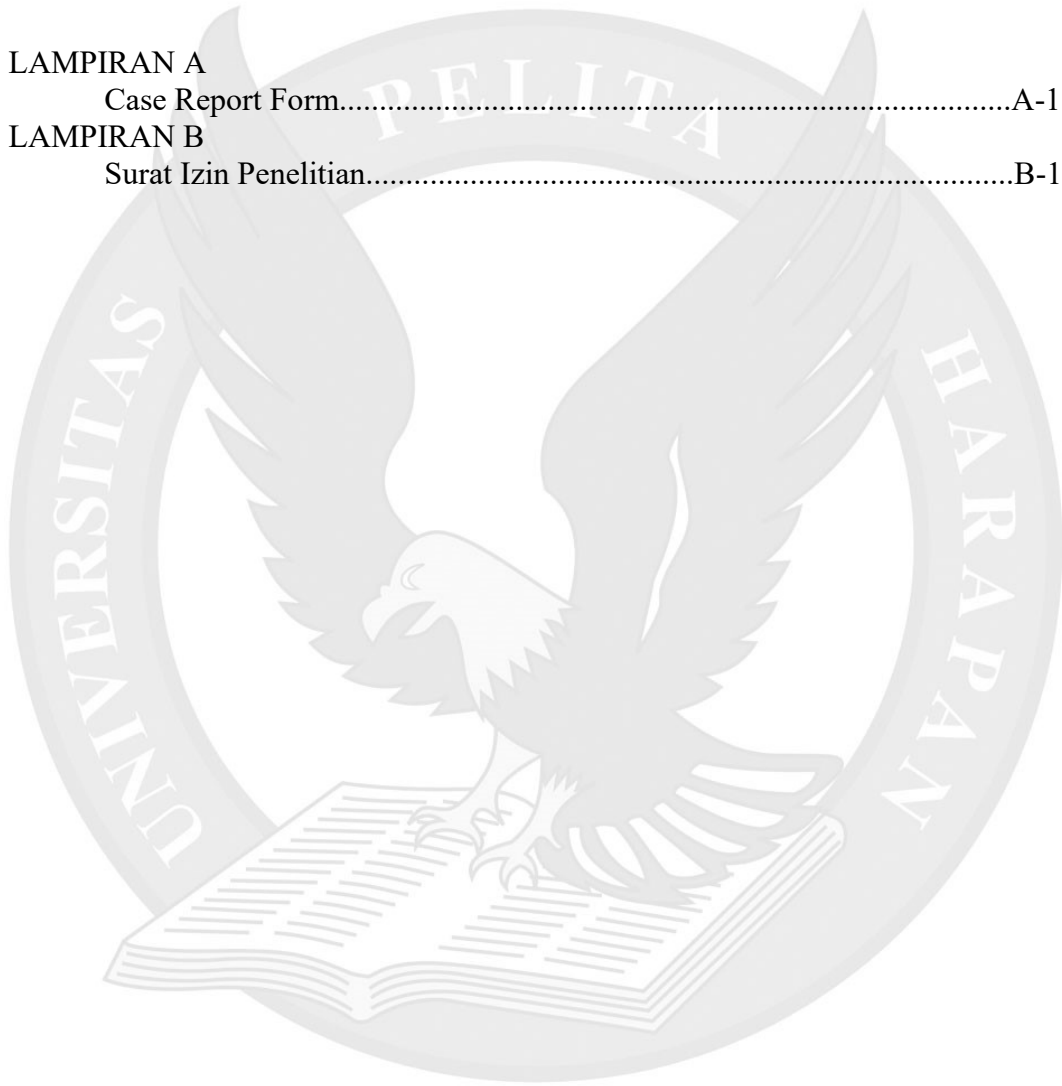 LAMPIRAN A
Case Report Form....................................................................................A-1
LAMPIRAN B
Surat Izin Penelitian.................................................................................B-1
UNIVERSITAS PELITA HARAPAN